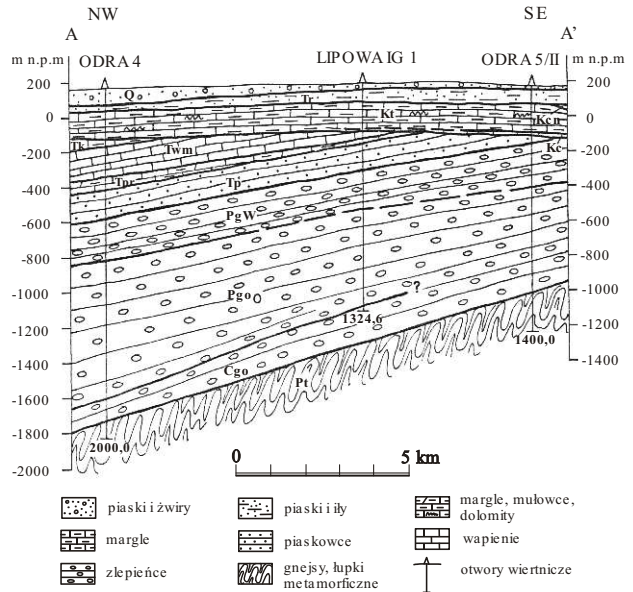 NW SE
A A'
m n.p.m ODRA 4 LIPOWA IG 1 ODRA 5/II m n.p.m
200 200
Q
Tr
0 Kt Kcn 0
Tk Kc
-200 Twm -200
-400 Tpr Tp -400
-600 PgW -600
-800 -800
-1000 Pgo ? -1000
1324,6
-1200 -1200
1400,0
-1400 Cgo Pt -1400
-1600
-1800
2000,0
-2000
0 5 km
piaski i żwiry
piaski i iły
margle, mułowce,
dolomity
margle
piaskowce
wapienie
zlepieńce
gnejsy, łupki
metamorficzne
otwory wiertnicze